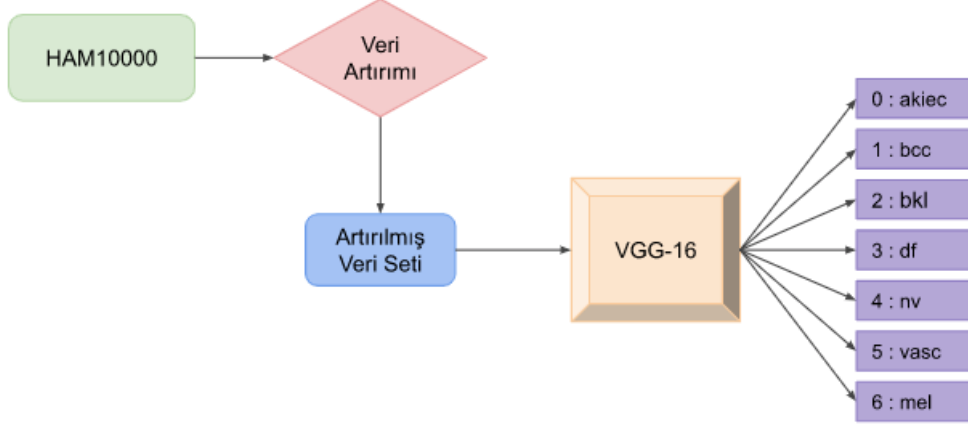 HAM10000
Veri
Artırımı
Artırılmış
Veri Seti
VGG-16
0 : akiec
1 : bcc
2 : bkl
3 : df
4 : nv
5 : vasc
6 : mel